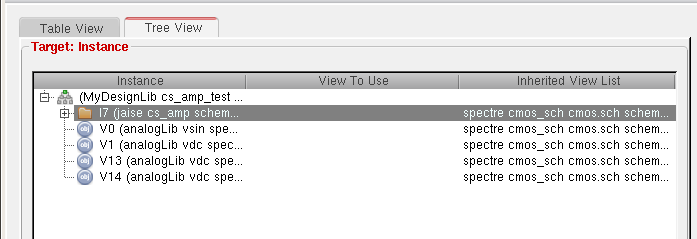 Table View Tree View
Target: Instance
Instance View To Use Inherited View List
(MyDesignLib cs_amp_test ...
I7 (jaise cs_amp schem... spectre cmos_sch cmos.sch schem...
V0 (analogLib vsin spe... spectre cmos_sch cmos.sch schem...
V1 (analogLib vdc spec... spectre cmos_sch cmos.sch schem...
V13 (analogLib vdc spe... spectre cmos_sch cmos.sch schem...
V14 (analogLib vdc spe... spectre cmos_sch cmos.sch schem...